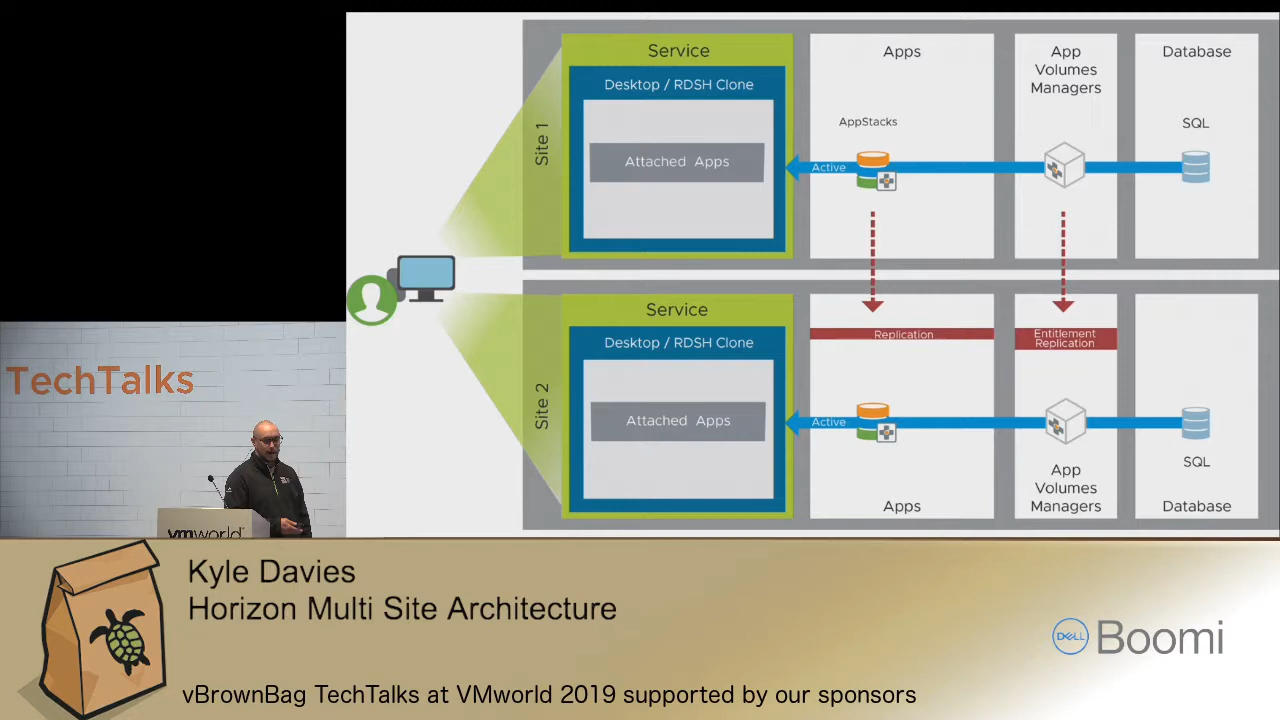 Service
Desktop / RDSH Clone
Attached Apps
Site 1
Apps
AppStacks
Active
App
Volumes
Managers
Database
SQL
Service
Desktop / RDSH Clone
Attached Apps
Site 2
Replication
Active
Apps
Entitlement
Replication
App
Volumes
Managers
SQL
Database
TechTalks
vmworld
Kyle Davies
Horizon Multi Site Architecture
DELL Boomi
vBrownBag TechTalks at VMworld 2019 supported by our sponsors